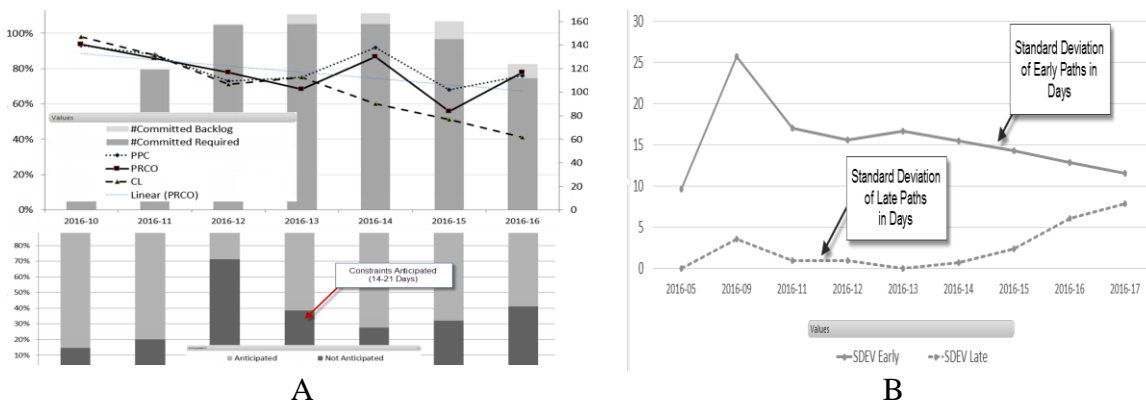 160
100%
140
80%
120
100
60%
Values
80
#Committed Backlog
#Committed Required
40%
60
PPC
PRCO
40
20%
CL
20
Linear (PRCO)
0%
0
2016-10 2016-11 2016-12 2016-13 2016-14 2016-15 2016-16
80%
70%
60%
Constraints Anticipated
(14-21 Days)
50%
40%
30%
20%
10%
Anticipated Not Anticipated
A
30
25
20
15
10
5
0
Standard Deviation
of Early Paths in
Days
Standard Deviation
of Late Paths
in Days
2016-05 2016-09 2016-11 2016-12 2016-13 2016-14 2016-15 2016-16 2016-17
Values
SDEV Early SDEV Late
B